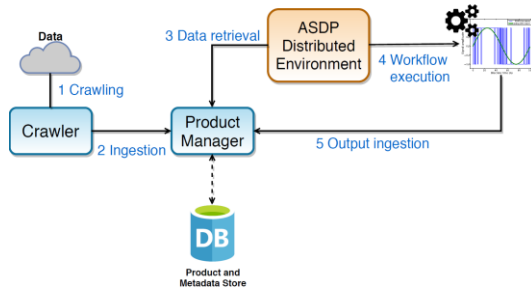 Data
1 Crawling
Crawler
2 Ingestion
Product
Manager
3 Data retrieval
ASDP
Distributed
Environment
4 Workflow
execution
5 Output ingestion
DB
Product and
Metadata Store